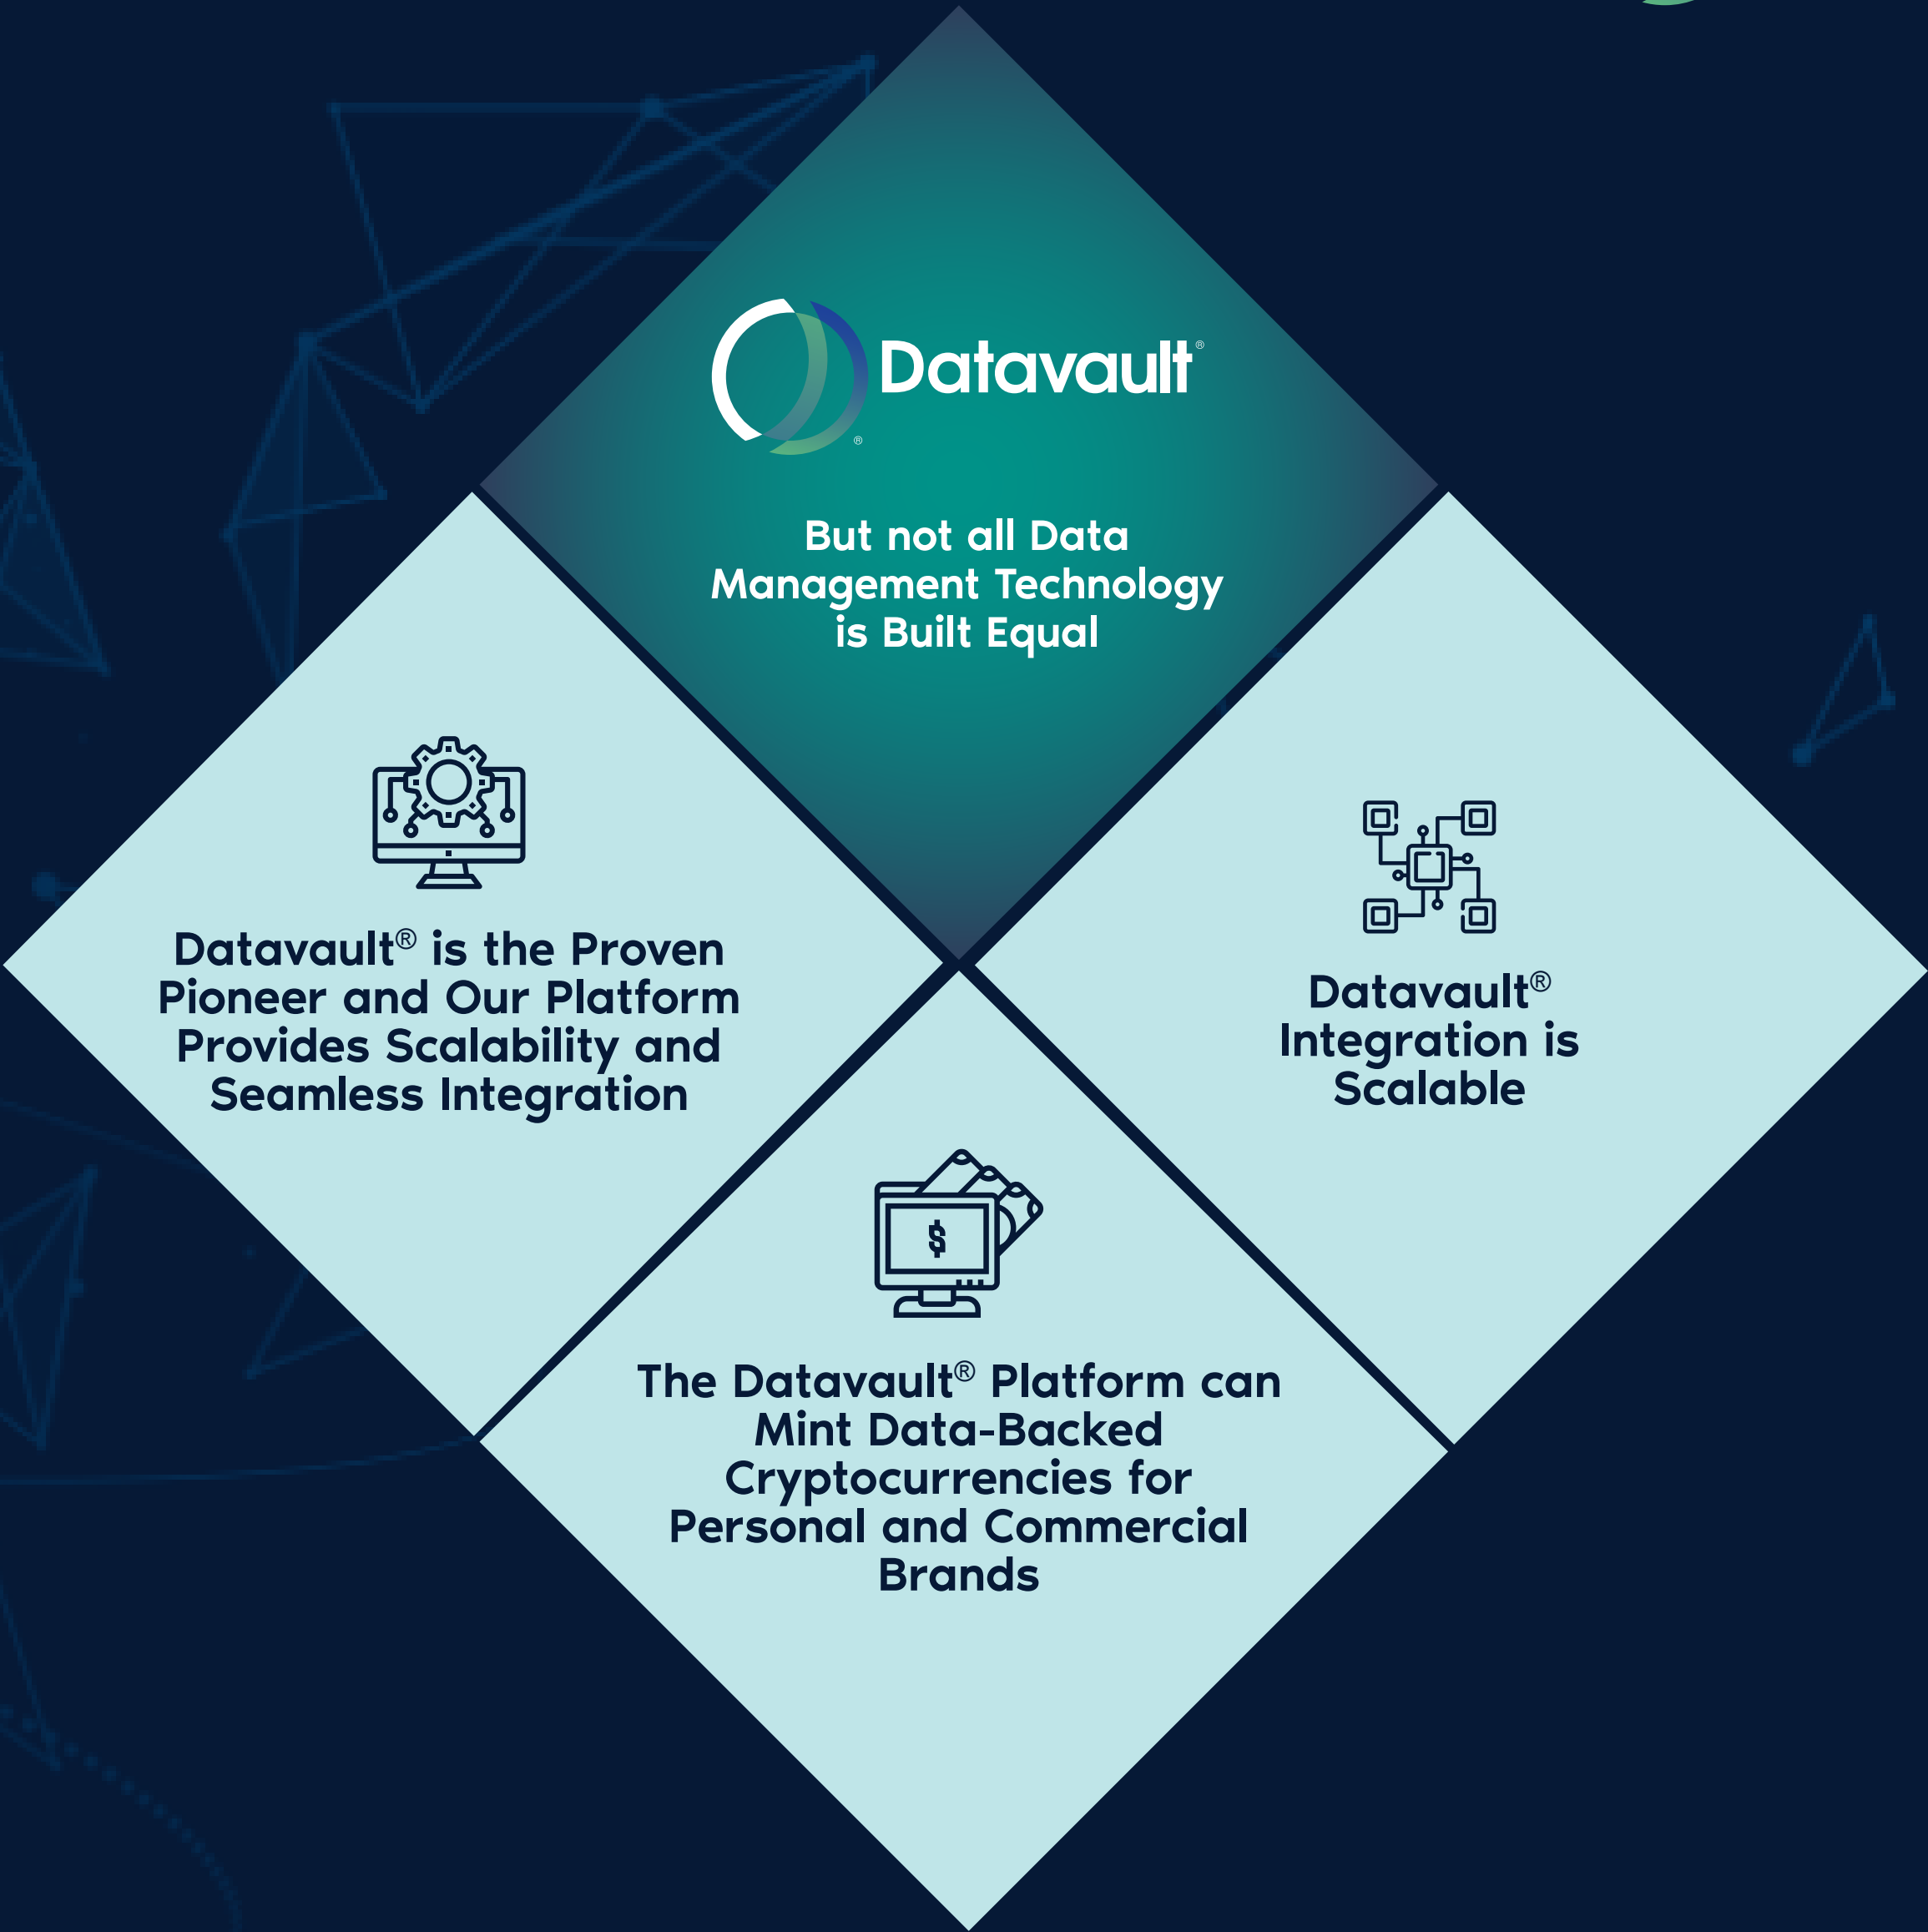 Datavault®
®
But not all Data
Management Technology
is Built Equal
Datavault® is the Proven
Pioneer and Our Platform
Provides Scalability and
Seamless Integration
Datavault®
Integration is
Scalable
$
The Datavault® Platform can
Mint Data-Backed
Cryptocurrencies for
Personal and Commercial
Brands